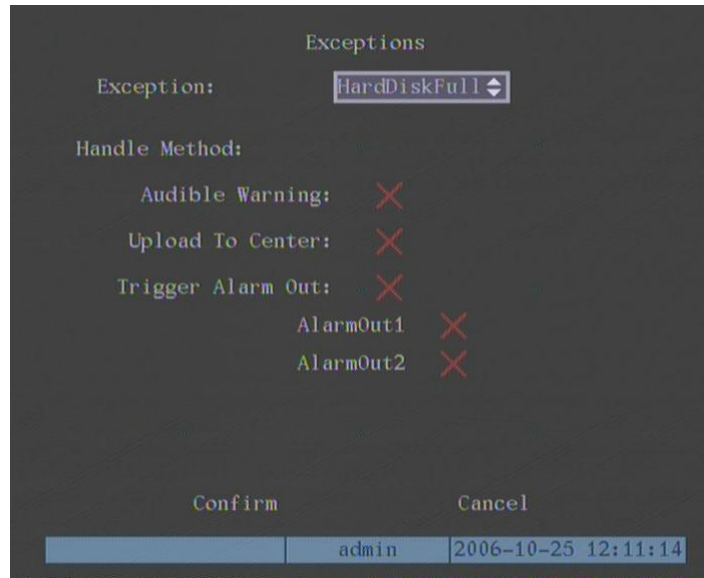 Exceptions
Exception: HardDiskFull
Handle Method:
Audible Warning:
Upload To Center:
Trigger Alarm Out:
AlarmOut1
AlarmOut2
Confirm Cancel
admin 2006-10-25 12:11:14